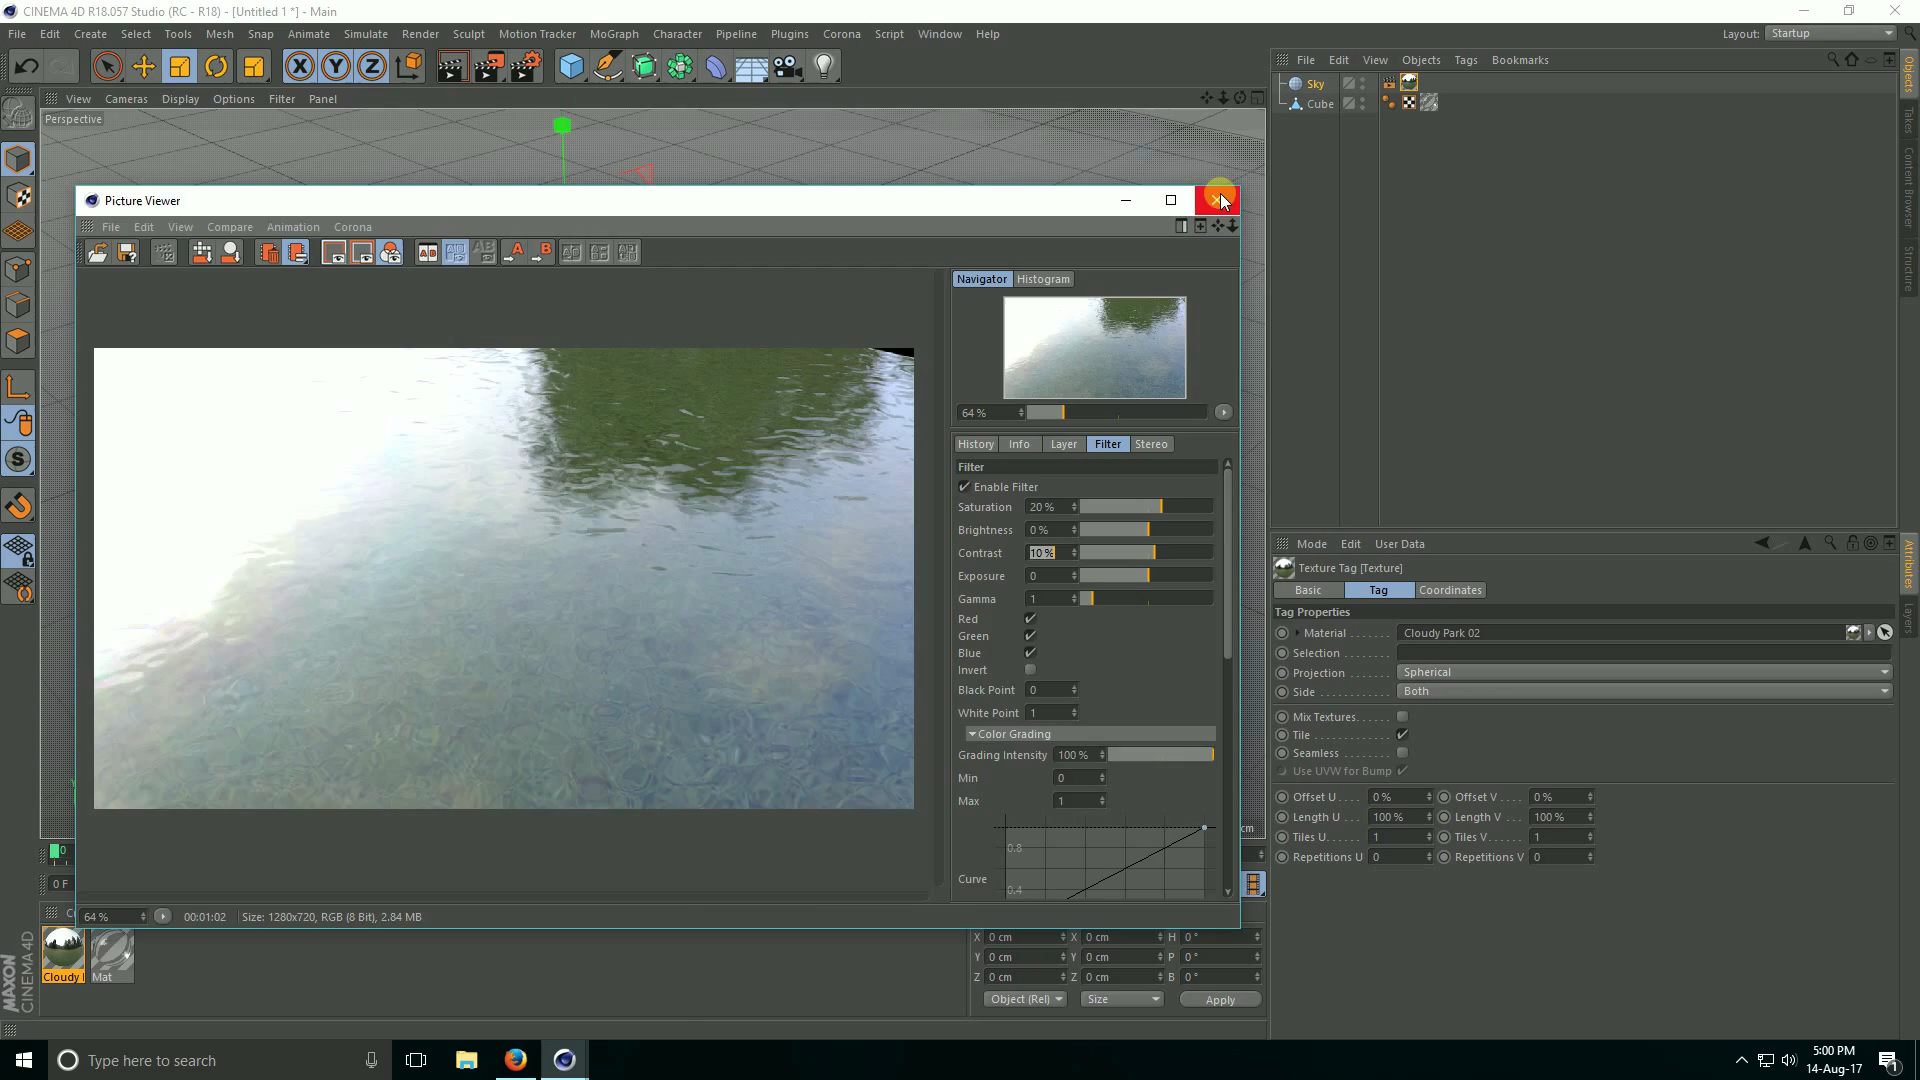 CINEMA 4D R18.057 Studio (RC - R18) - [Untitled 1 *] - Main
File Edit Create Select Tools Mesh Snap Animate Simulate Render Sculpt Motion Tracker MoGraph Character Pipeline Plugins Corona Script Window Help
Layout: Startup
View Cameras Display Options Filter Panel
Perspective
File Edit View Objects Tags Bookmarks
Sky
Cube
Objects
Takes
Content Browser
Structure
Picture Viewer
File Edit View Compare Animation Corona
Navigator Histogram
64 %
History Info Layer Filter Stereo
Filter
Enable Filter
Saturation 20 %
Brightness 0 %
Contrast 10 %
Exposure 0
Gamma 1
Red
Green
Blue
Invert
Black Point 0
White Point 1
Color Grading
Grading Intensity 100 %
Min 0
Max 1
0.8
Curve
0.4
64 % 00:01:02 Size: 1280x720, RGB (8 Bit), 2.84 MB
Mode Edit User Data
Texture Tag [Texture]
Basic Tag Coordinates
Tag Properties
Material Cloudy Park 02
Selection
Projection Spherical
Side Both
Mix Textures
Tile
Seamless
Use UVW for Bump
Offset U 0 % Offset V 0 %
Length U 100 % Length V 100 %
Tiles U 1 Tiles V 1
Repetitions U 0 Repetitions V 0
Attributes
Layers
cm
0
0 F
Cloudy
Mat
MAXON
CINEMA 4D
X 0 cm X 0 cm H 0 °
Y 0 cm Y 0 cm P 0 °
Z 0 cm Z 0 cm B 0 °
Object (Rel) Size Apply
Type here to search
5:00 PM
14-Aug-17
1